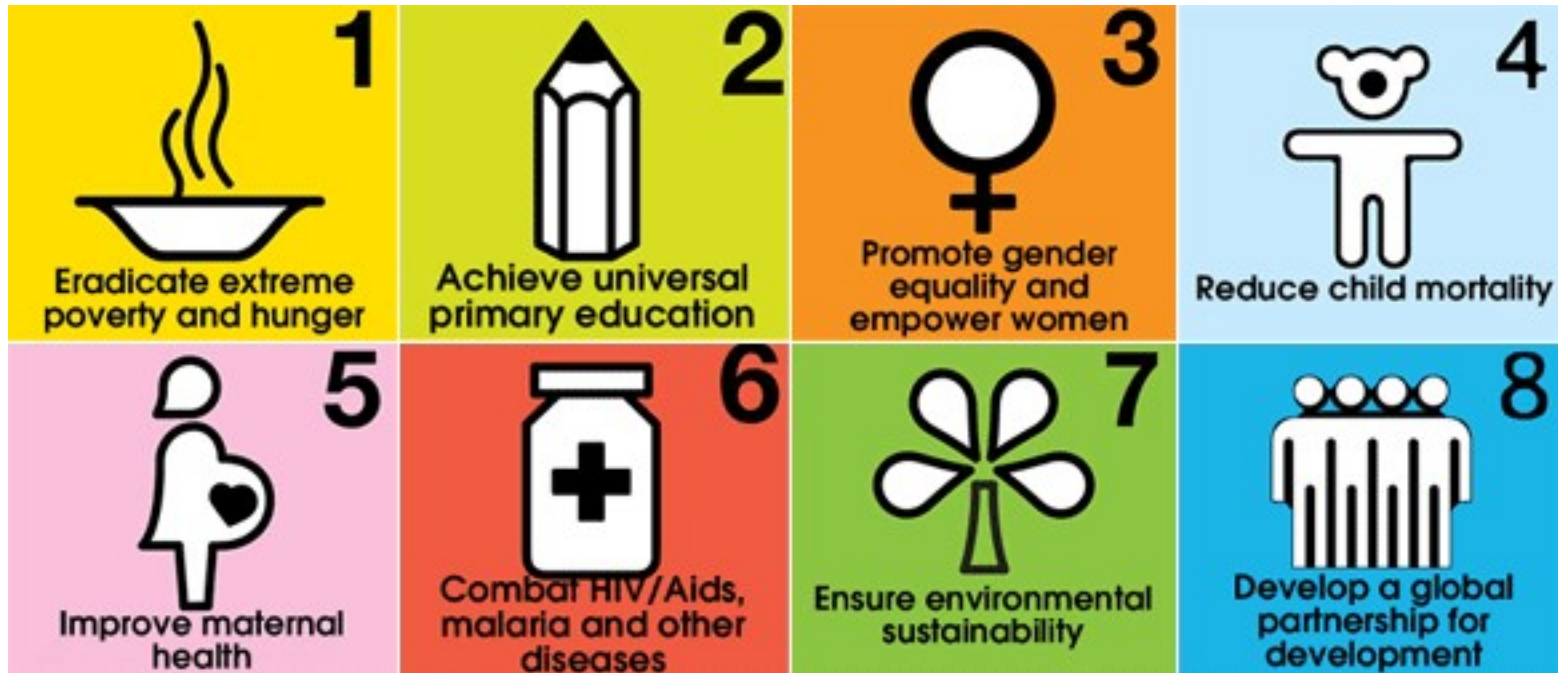 1
Eradicate extreme
poverty and hunger
2
Achieve universal
primary education
3
Promote gender
equality and
empower women
4
Reduce child mortality
5
Improve maternal
health
6
Combat HIV/Aids,
malaria and other
diseases
7
Ensure environmental
sustainability
8
Develop a global
partnership for
development